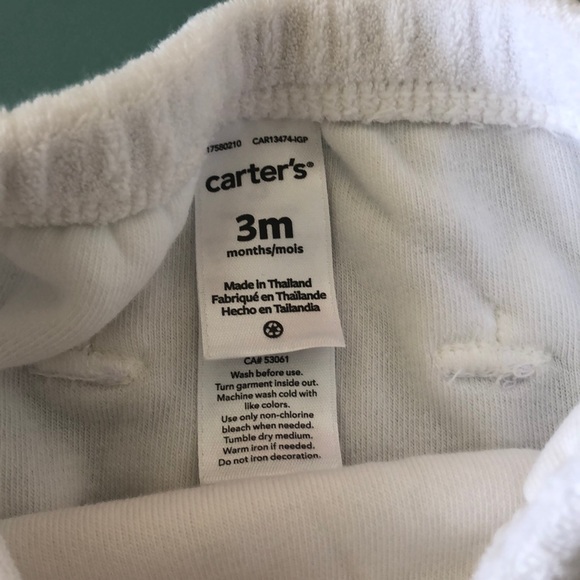 17580210 CAR13474-IGP
carter's®
3m
months/mois
Made in Thailand
Fabriqué en Thaïlande
Hecho en Tailandia
CA# 53061
Wash before use.
Turn garment inside out.
Machine wash cold with
like colors.
Use only non-chlorine
bleach when needed.
Tumble dry medium.
Warm iron if needed.
Do not iron decoration.